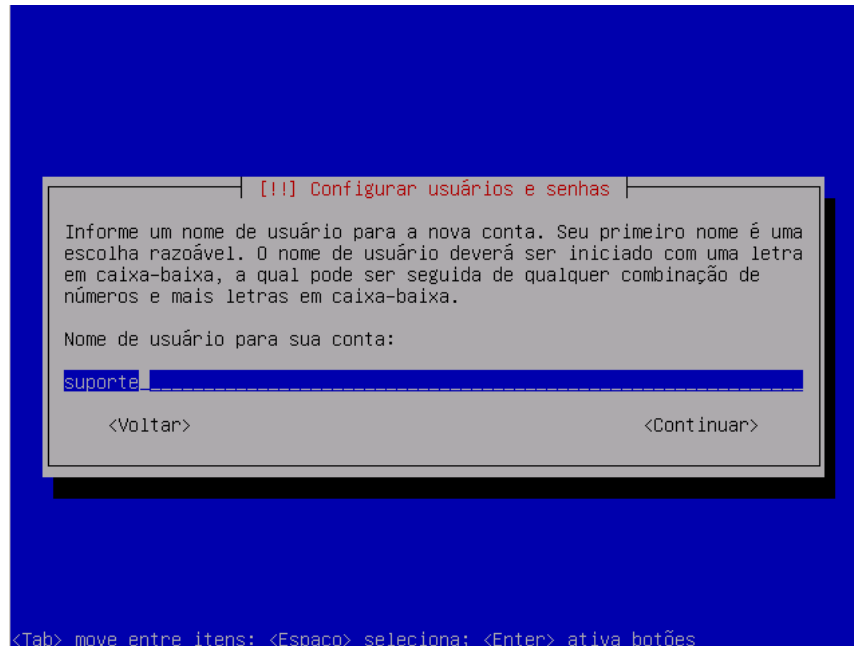 [!!] Configurar usuários e senhas
Informe um nome de usuário para a nova conta. Seu primeiro nome é uma
escolha razoável. O nome de usuário deverá ser iniciado com uma letra
em caixa-baixa, a qual pode ser seguida de qualquer combinação de
números e mais letras em caixa-baixa.
Nome de usuário para sua conta:
suporte
<Voltar> <Continuar>
<Tab> move entre itens; <Espaço> seleciona; <Enter> ativa botões